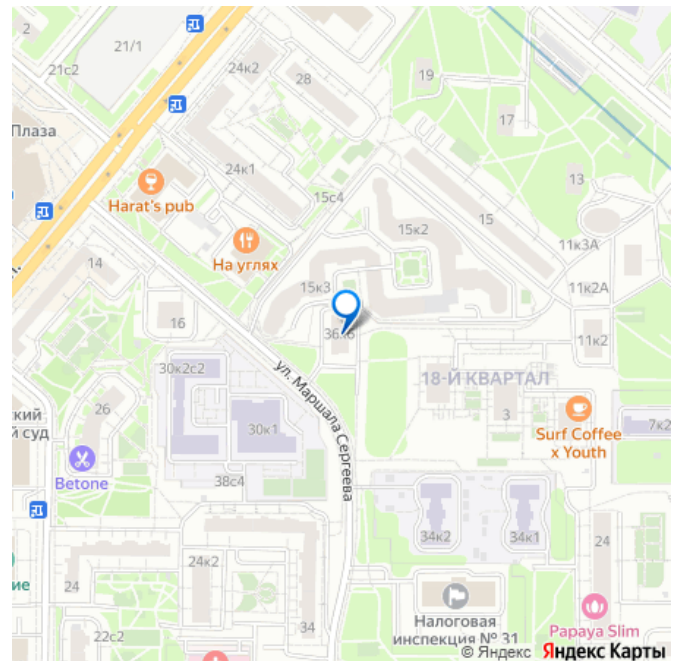 2
21/1
24к2
28
21с2
19
17
Плаза
24к1
Harat's pub
15с4
13
15
15к2
11к3А
На углях
14
15к3
11к2А
16
11к2
30к2с2
ул. Маршала Сергеева
18-Й КВАРТАЛ
26
ский
й суд
30к1
3
Surf Coffee
x Youth
7к2
Betone
38с4
34к2
34к1
24
24к2
ие
24
Налоговая
инспекция № 31
Papaya Slim
34
22с2
© Яндекс Яндекс Карты